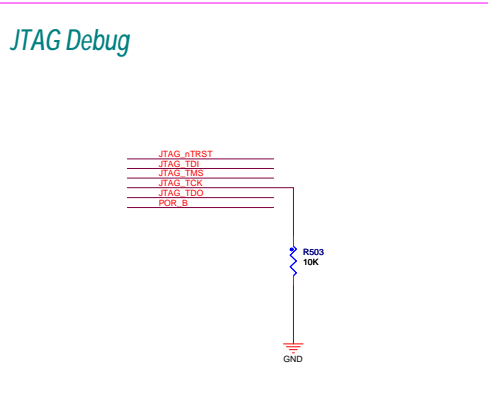 JTAG Debug
JTAG_nTRST
JTAG_TDI
JTAG_TMS
JTAG_TCK
JTAG_TDO
POR_B
R503
10K
GND